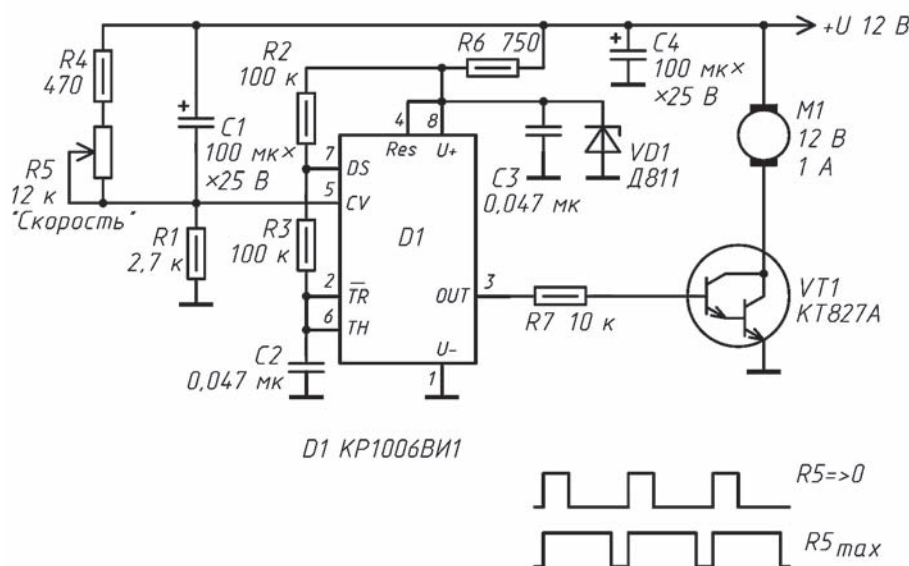 +U 12 В
R4
470
R2
100 к
R6 750
+
C4
100 мк×
×25 В
+
C1
100 мк×
×25 В
4
8
Res
U+
M1
12 В
1 А
R5
12 к
"Скорость"
7
DS
5
CV
C3
0,047 мк
VD1
Д811
R1
2,7 к
R3
100 к
D1
2
TR
6
TH
OUT
3
R7 10 к
VT1
КТ827А
C2
0,047 мк
U-
1
D1 КР1006ВИ1
R5=>0
R5max